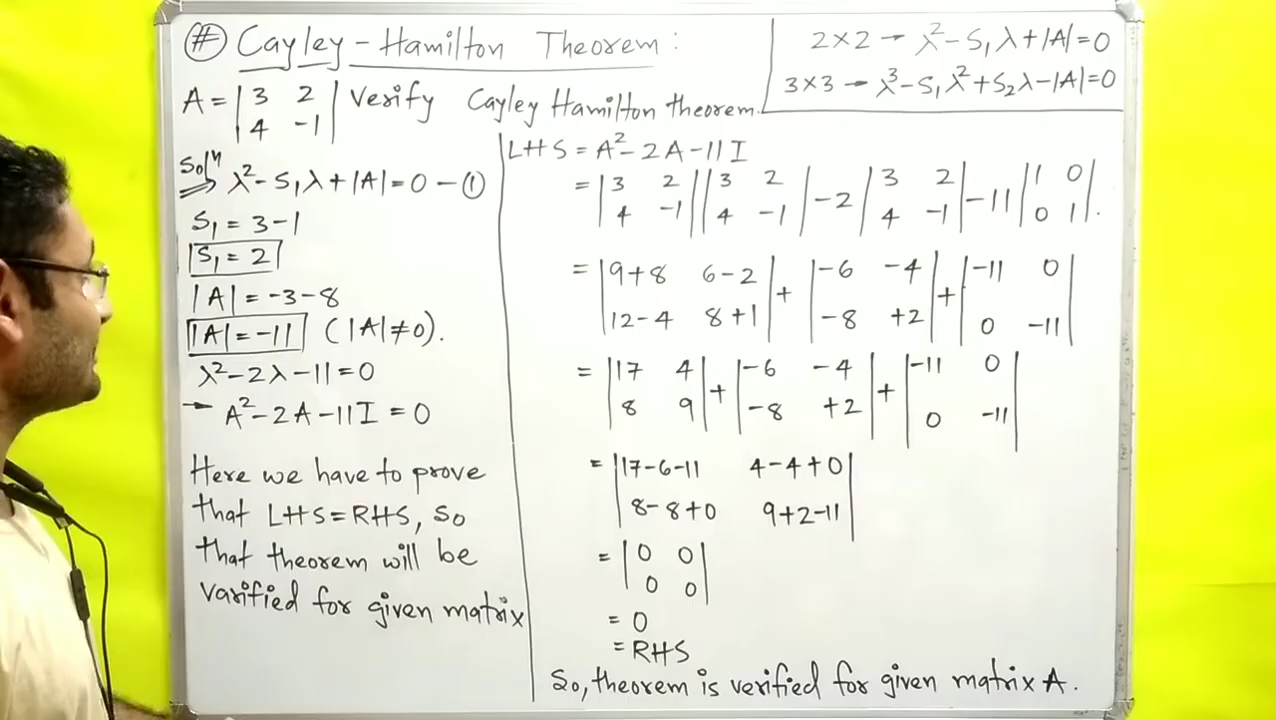 # Cayley-Hamilton Theorem:
2×2 → λ²-S₁λ+|A|=0
3×3 → λ³-S₁λ²+S₂λ-|A|=0
A = |3 2| Verify Cayley Hamilton theorem.
|4 -1|
Solⁿ
⇒ λ²-S₁λ+|A|=0 -①
S₁ = 3-1
S₁ = 2
|A| = -3-8
|A| = -11 (|A|≠0).
λ²-2λ-11=0
→ A²-2A-11I = 0
Here we have to prove
that LHS=RHS, so
that theorem will be
varified for given matrix
LHS = A²-2A-11I
= |3 2||3 2|-2|3 2|-11|1 0|
|4 -1||4 -1| |4 -1| |0 1|.
= |9+8 6-2|+|-6 -4|+|-11 0|
|12-4 8+1| |-8 +2| |0 -11|
= |17 4|+|-6 -4|+|-11 0|
|8 9| |-8 +2| |0 -11|
= |17-6-11 4-4+0|
|8-8+0 9+2-11|
= |0 0|
|0 0|
= 0
= RHS
So, theorem is verified for given matrix A.